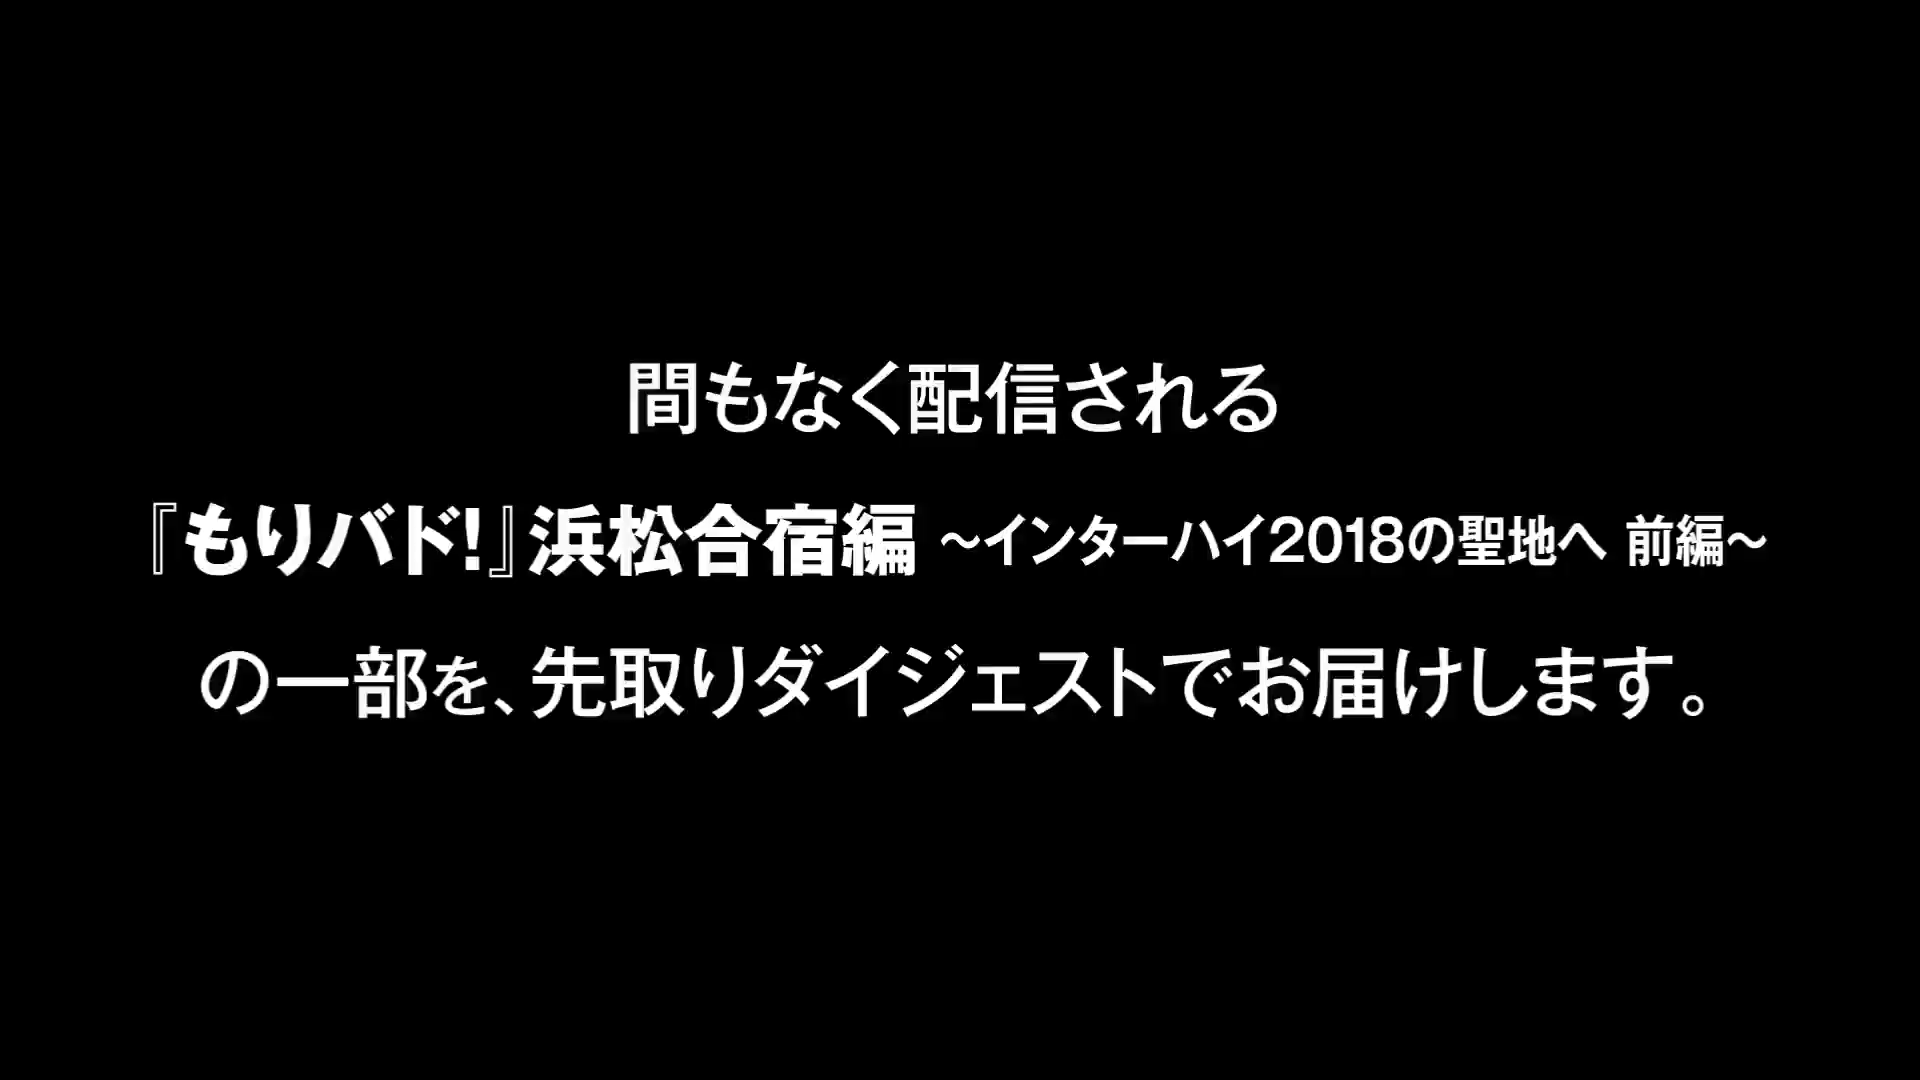 間もなく配信される
『もりバド!』浜松合宿編 ～インターハイ2018の聖地へ 前編～
の一部を、先取りダイジェストでお届けします。